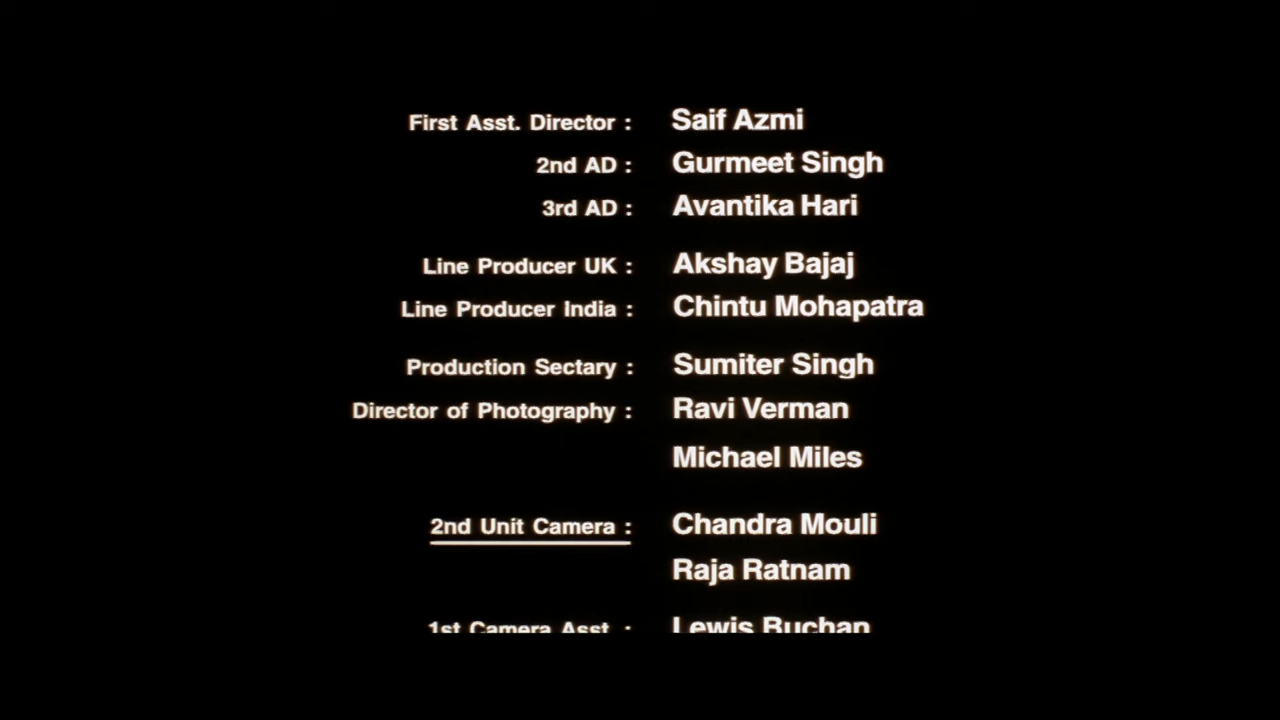 First Asst. Director : Saif Azmi
2nd AD : Gurmeet Singh
3rd AD : Avantika Hari
Line Producer UK : Akshay Bajaj
Line Producer India : Chintu Mohapatra
Production Sectary : Sumiter Singh
Director of Photography : Ravi Verman
Michael Miles
2nd Unit Camera : Chandra Mouli
Raja Ratnam
1st Camera Asst. : Lewis Buchan